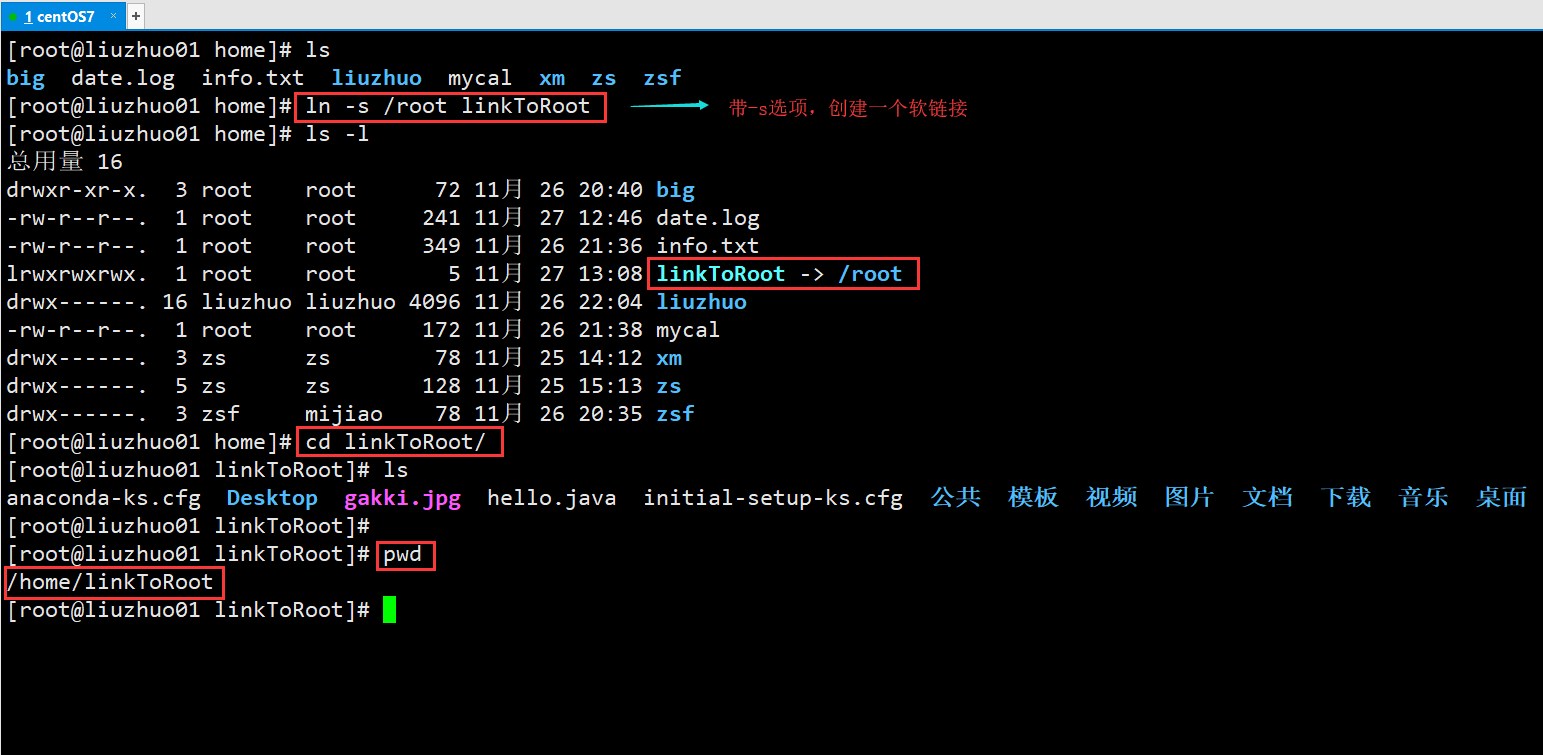 1 centOS7 × +
[root@liuzhuo01 home]# ls
big date.log info.txt liuzhuo mycal xm zs zsf
[root@liuzhuo01 home]# ln -s /root linkToRoot 带-s选项，创建一个软链接
[root@liuzhuo01 home]# ls -l
总用量 16
drwxr-xr-x. 3 root root 72 11月 26 20:40 big
-rw-r--r--. 1 root root 241 11月 27 12:46 date.log
-rw-r--r--. 1 root root 349 11月 26 21:36 info.txt
lrwxrwxrwx. 1 root root 5 11月 27 13:08 linkToRoot -> /root
drwx------. 16 liuzhuo liuzhuo 4096 11月 26 22:04 liuzhuo
-rw-r--r--. 1 root root 172 11月 26 21:38 mycal
drwx------. 3 zs zs 78 11月 25 14:12 xm
drwx------. 5 zs zs 128 11月 25 15:13 zs
drwx------. 3 zsf mijiao 78 11月 26 20:35 zsf
[root@liuzhuo01 home]# cd linkToRoot/
[root@liuzhuo01 linkToRoot]# ls
anaconda-ks.cfg Desktop gakki.jpg hello.java initial-setup-ks.cfg 公共 模板 视频 图片 文档 下载 音乐 桌面
[root@liuzhuo01 linkToRoot]#
[root@liuzhuo01 linkToRoot]# pwd
/home/linkToRoot
[root@liuzhuo01 linkToRoot]#